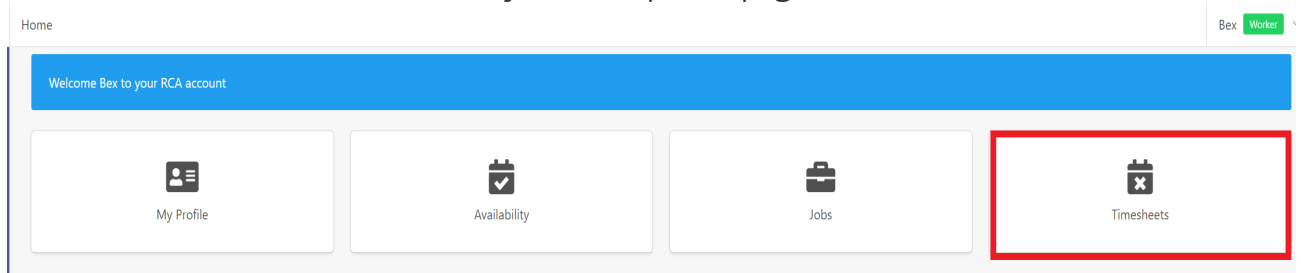 Home
Bex Worker
Welcome Bex to your RCA account
My Profile
Availability
Jobs
Timesheets